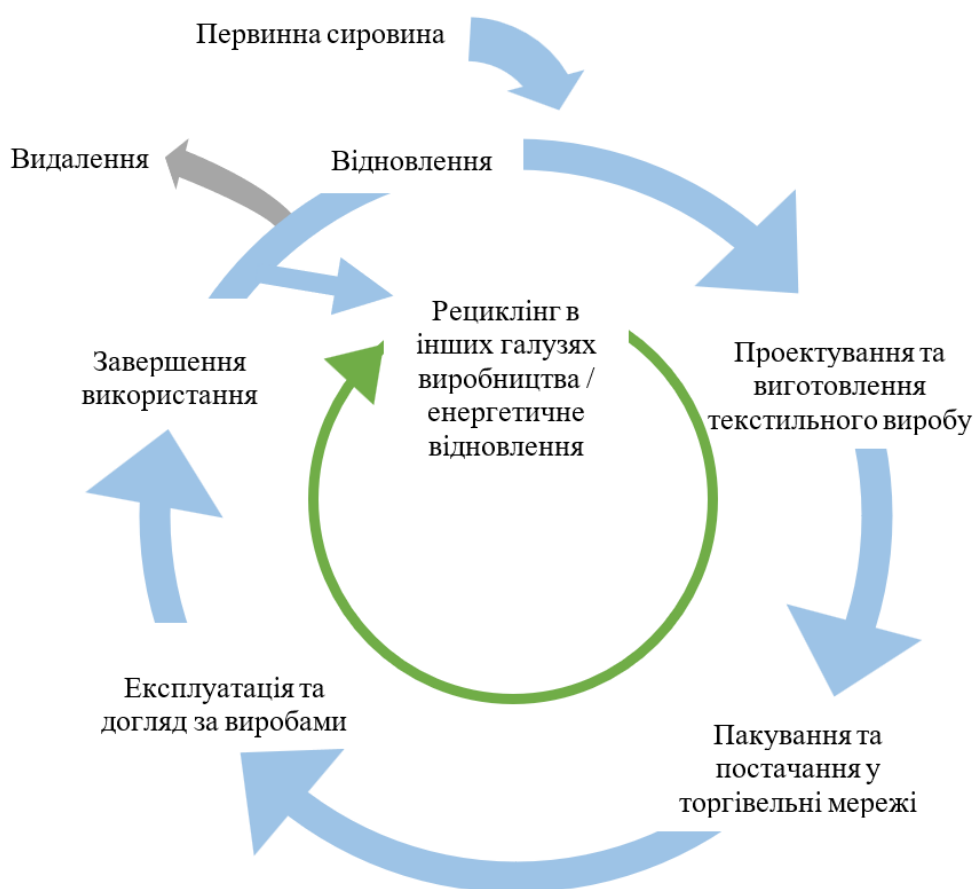 Первинна сировина
Видалення
Відновлення
Рециклінг в
інших галузях
виробництва /
енергетичне
відновлення
Завершення
використання
Проектування та
виготовлення
текстильного виробу
Експлуатація та
догляд за виробами
Пакування та
постачання у
торгівельні мережі